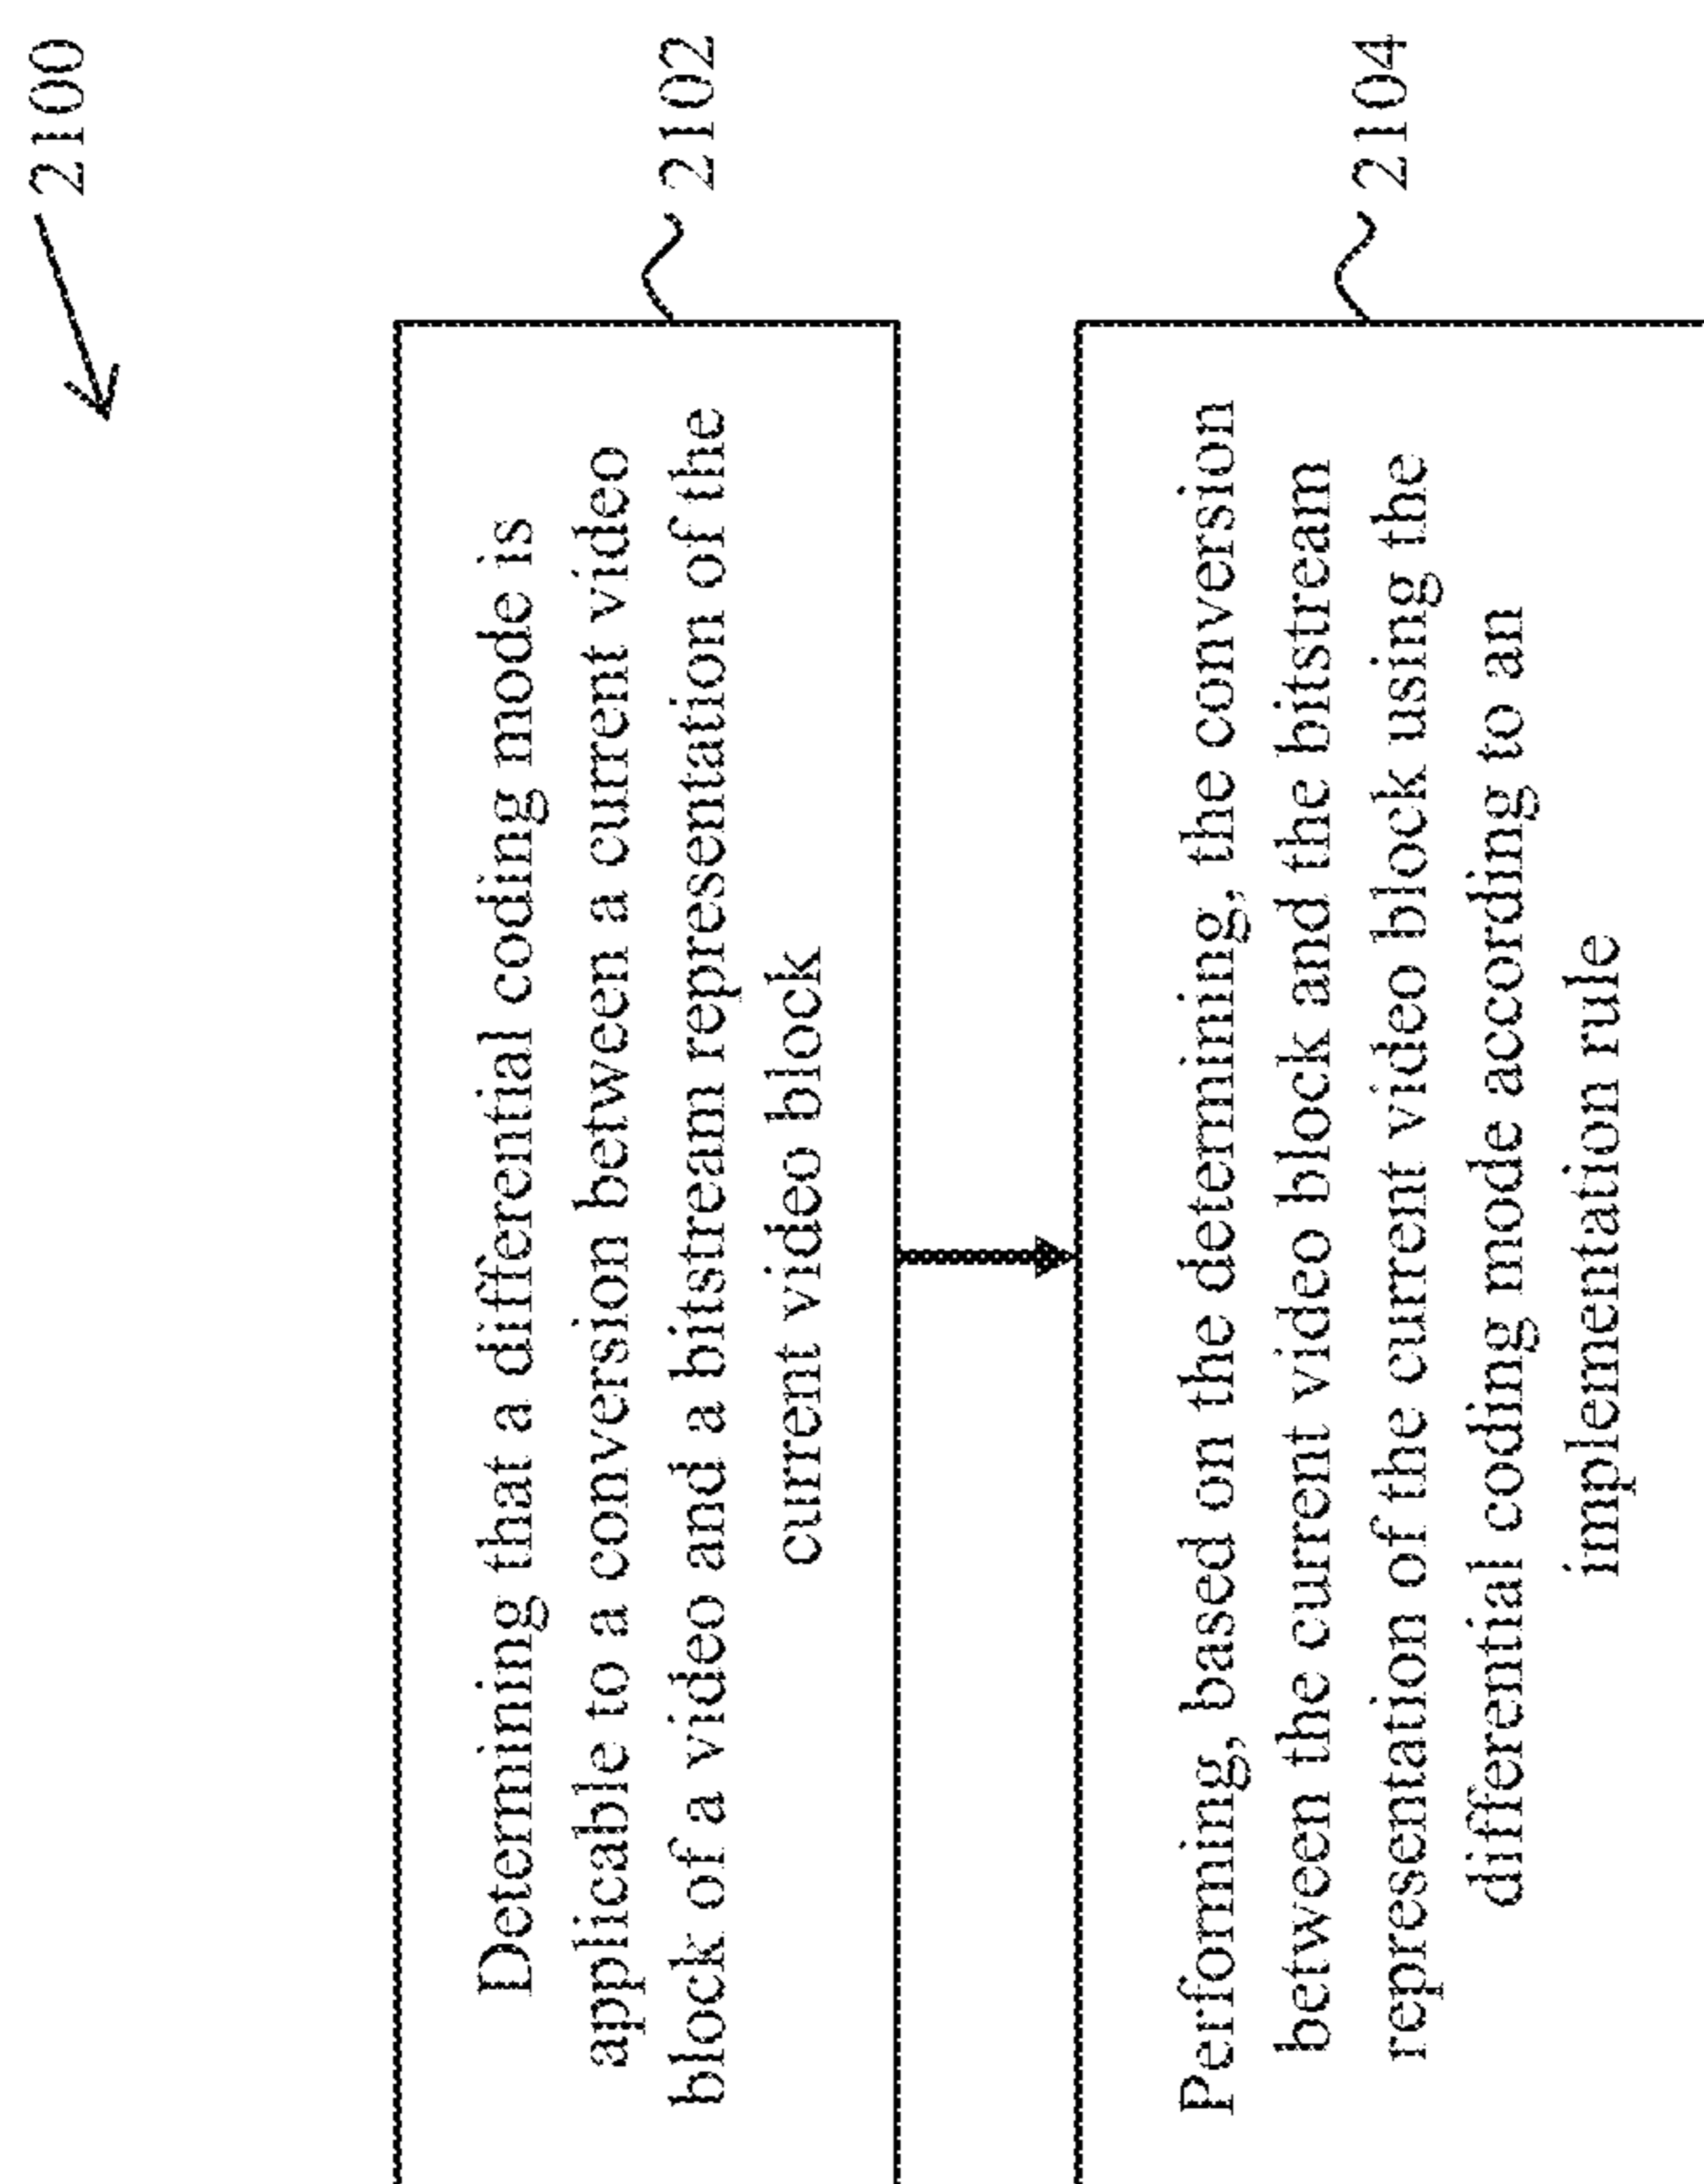 2100
Determining that a differential coding mode is
applicable to a conversion between a current video
block of a video and a bitstream representation of the
current video block
2102
Performing, based on the determining, the conversion
between the current video block and the bitstream
representation of the current video block using the
differential coding mode according to an
implementation rule
2104